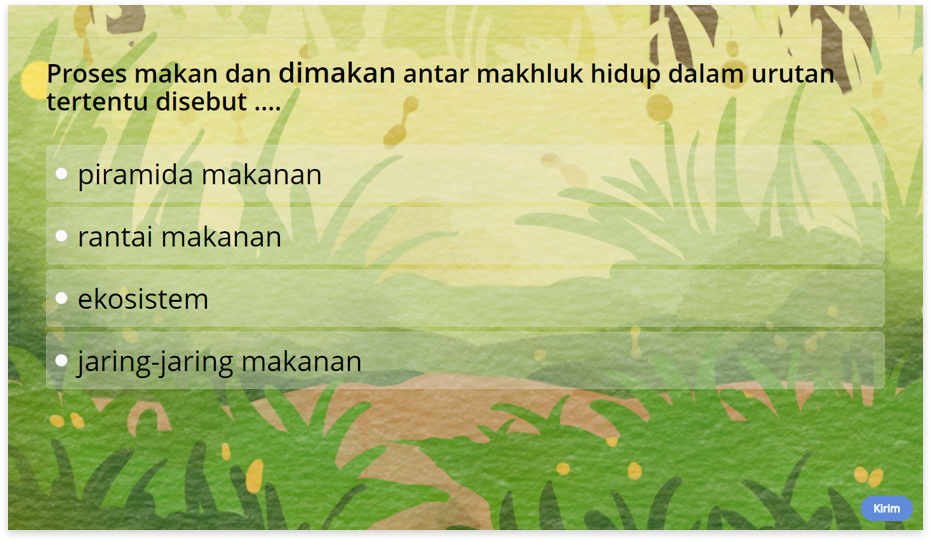 Proses makan dan dimakan antar makhluk hidup dalam urutan
tertentu disebut ....
piramida makanan
rantai makanan
ekosistem
jaring-jaring makanan
Kirim